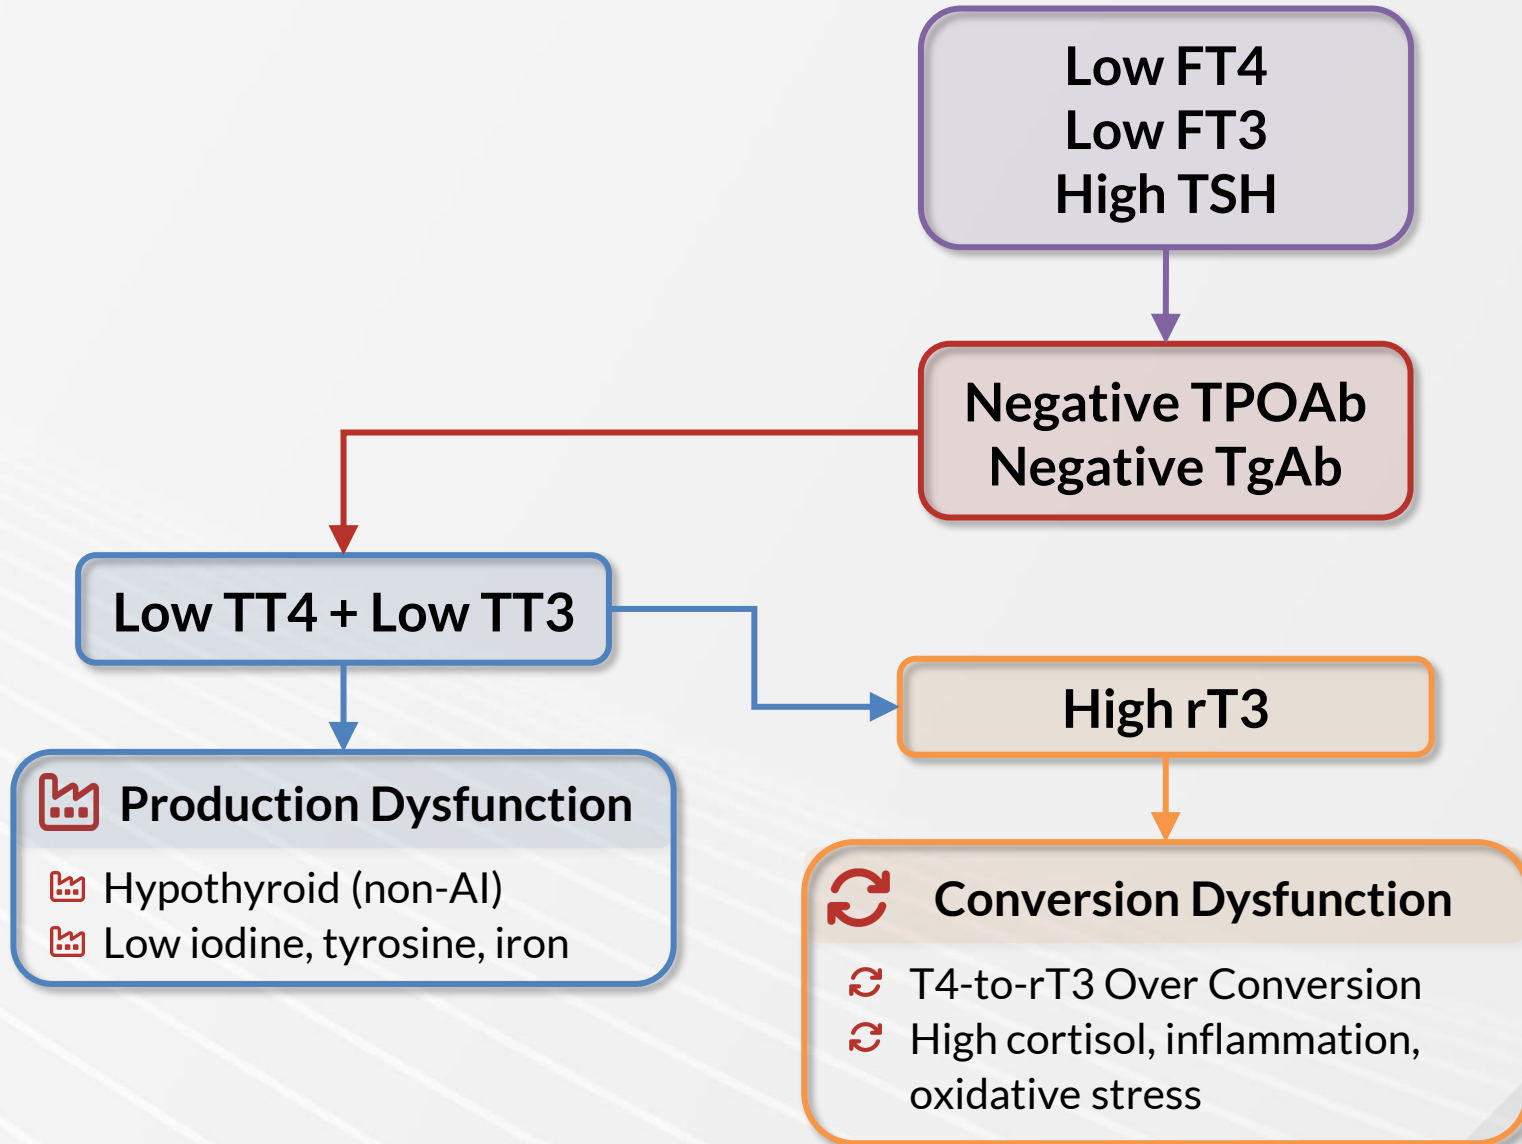 Low FT4
Low FT3
High TSH
Negative TPOAb
Negative TgAb
Low TT4 + Low TT3
High rT3
Production Dysfunction
Hypothyroid (non-AI)
Low iodine, tyrosine, iron
Conversion Dysfunction
T4-to-rT3 Over Conversion
High cortisol, inflammation,
oxidative stress